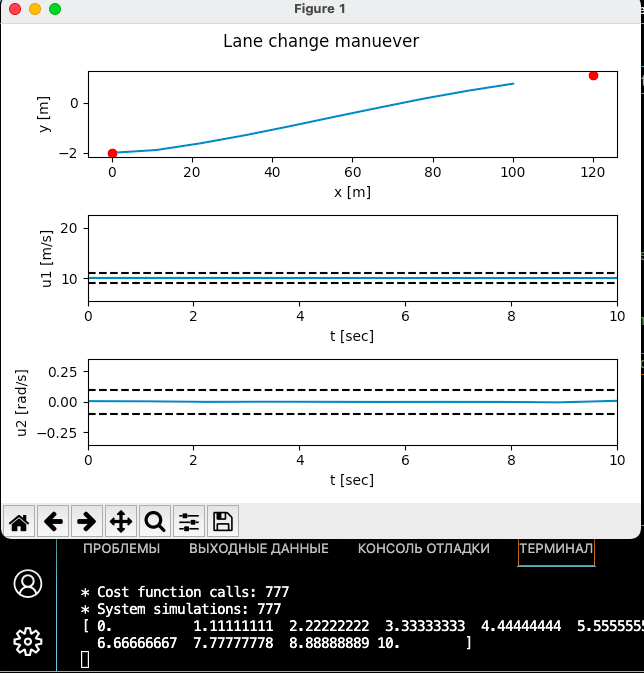 Figure 1
Lane change manuever
y [m]
0
−2
0 20 40 60 80 100 120
x [m]
u1 [m/s]
20
10
0 2 4 6 8 10
t [sec]
u2 [rad/s]
0.25
0.00
−0.25
0 2 4 6 8 10
t [sec]
ПРОБЛЕМЫ ВЫХОДНЫЕ ДАННЫЕ КОНСОЛЬ ОТЛАДКИ ТЕРМИНАЛ
* Cost function calls: 777
* System simulations: 777
[ 0. 1.11111111 2.22222222 3.33333333 4.44444444 5.5555555
6.66666667 7.77777778 8.88888889 10. ]